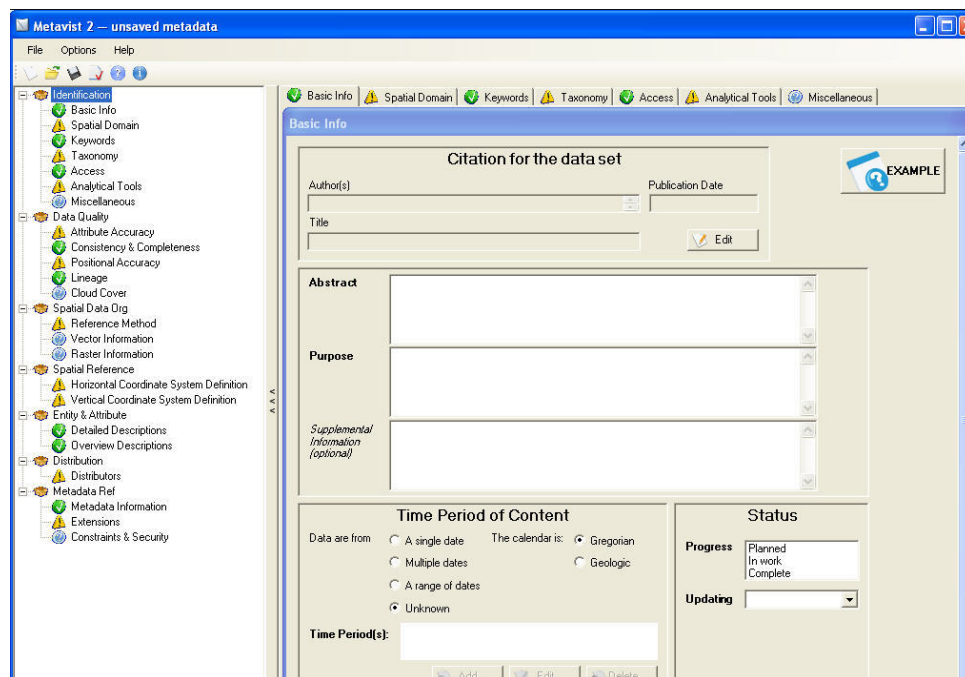 Metavist 2 — unsaved metadata
File Options Help
Identification
Basic Info
Spatial Domain
Keywords
Taxonomy
Access
Analytical Tools
Miscellaneous
Data Quality
Attribute Accuracy
Consistency & Completeness
Positional Accuracy
Lineage
Cloud Cover
Spatial Data Org
Reference Method
Vector Information
Raster Information
Spatial Reference
Horizontal Coordinate System Definition
Vertical Coordinate System Definition
Entity & Attribute
Detailed Descriptions
Overview Descriptions
Distribution
Distributors
Metadata Ref
Metadata Information
Extensions
Constraints & Security
<
<
<
Basic Info Spatial Domain Keywords Taxonomy Access Analytical Tools Miscellaneous
Basic Info
Citation for the data set
EXAMPLE
Author(s) Publication Date
Title
Edit
Abstract
Purpose
Supplemental
Information
(optional)
Time Period of Content
Data are from A single date The calendar is: Gregorian
Multiple dates Geologic
A range of dates
Unknown
Time Period(s):
Add Edit Delete
Status
Progress Planned
In work
Complete
Updating